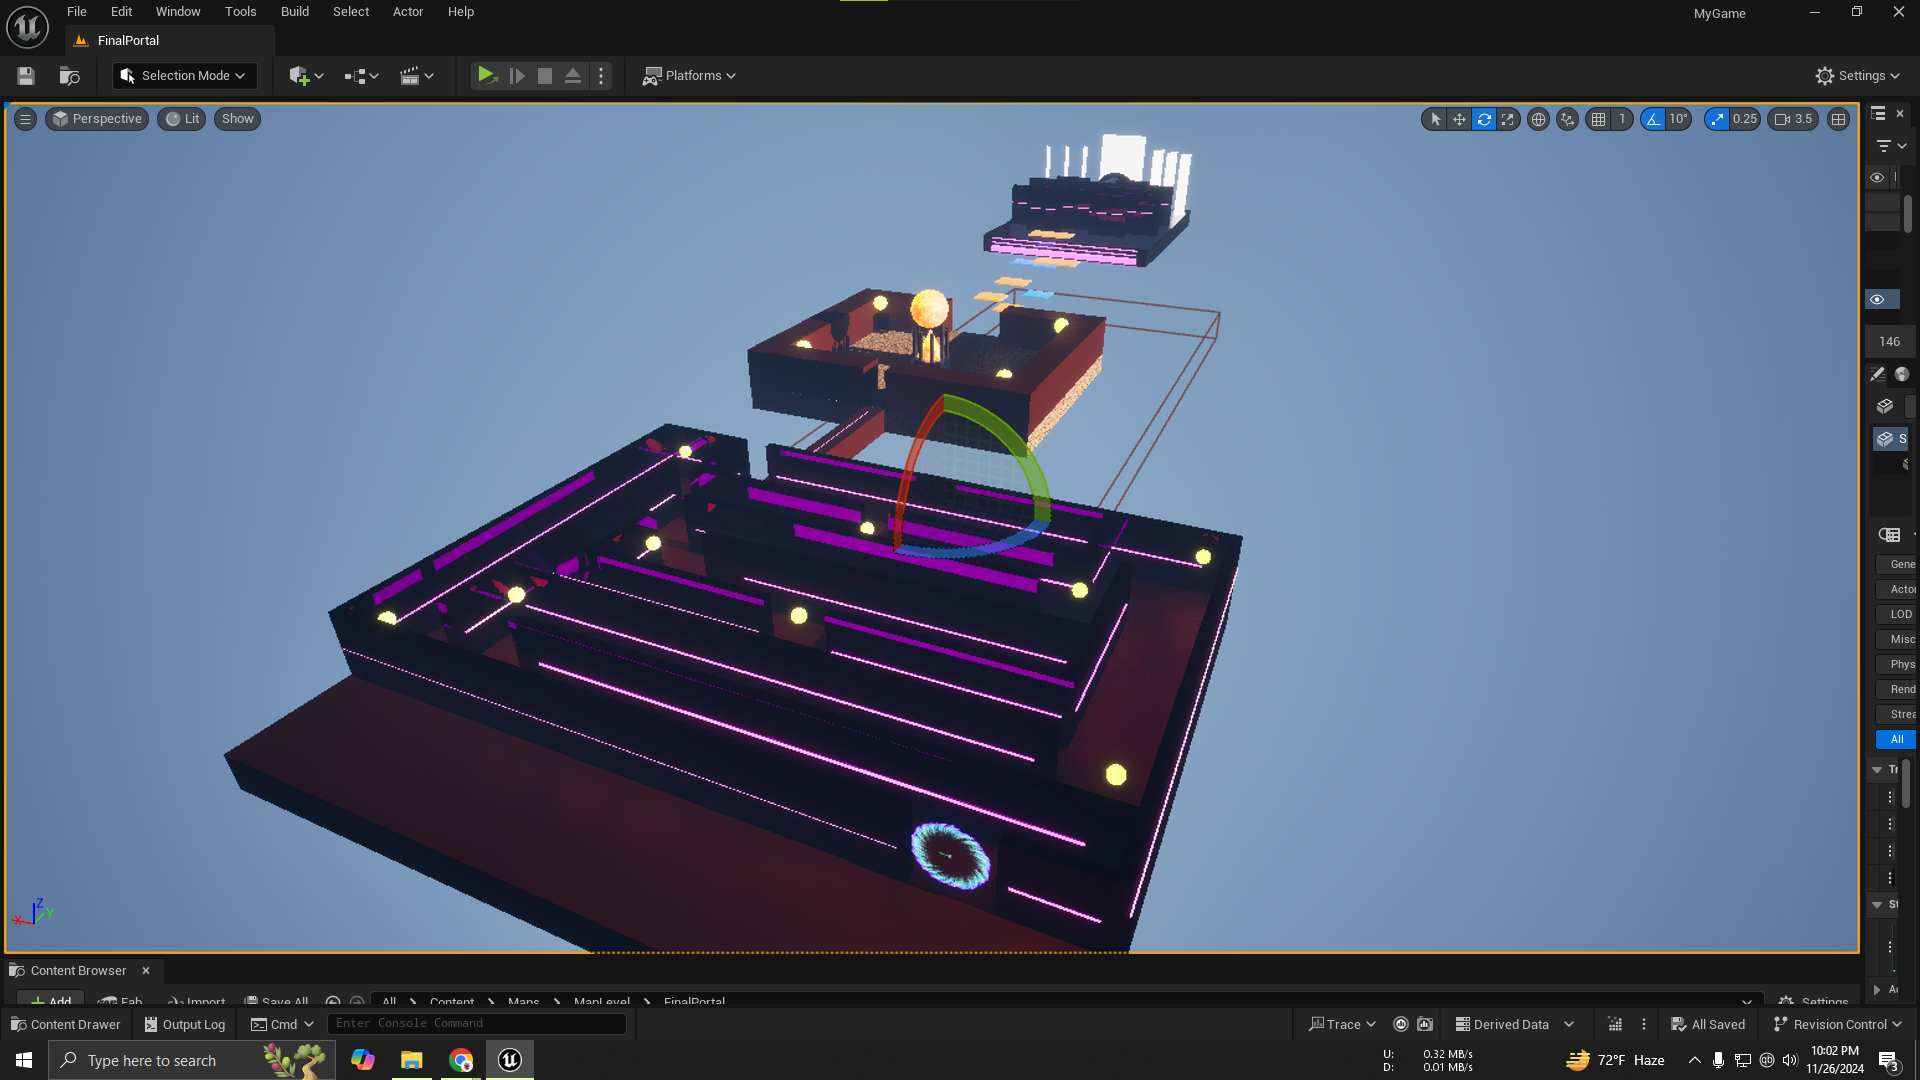 File Edit Window Tools Build Select Actor Help
MyGame
FinalPortal
Selection Mode
Platforms
Settings
Perspective Lit Show
1 10° 0.25 3.5
146
S
Gene
Actor
LOD
Misc
Phys
Rend
Strea
All
Tr
St
Z
X Y
Content Browser
Add Fab Import Save All All Content Maps MapLevel FinalPortal Settings
Content Drawer Output Log Cmd Enter Console Command Trace Derived Data All Saved Revision Control
Type here to search
U: 0.32 MB/s
D: 0.01 MB/s
72°F Haze
10:02 PM
11/26/2024
3